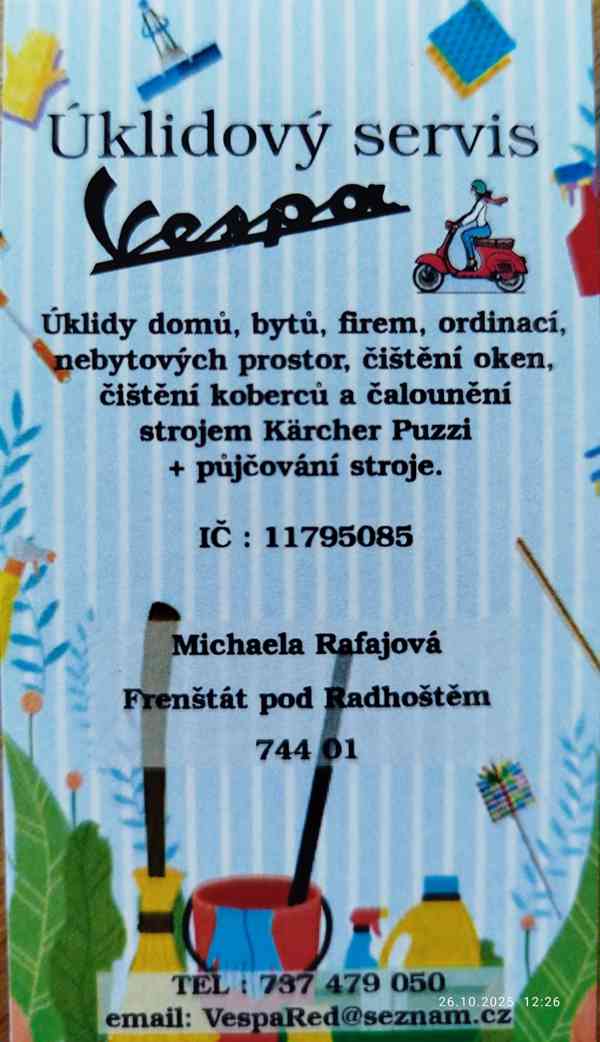 Úklidový servis
Vespa
Úklidy domů, bytů, firem, ordinací,
nebytových prostor, čištění oken,
čištění koberců a čalounění
strojem Kärcher Puzzi
+ půjčování stroje.
IČ : 11795085
Michaela Rafajová
Frenštát pod Radhoštěm
744 01
TEL : 737 479 050
26.10.2025 12:26
email: VespaRed@seznam.cz